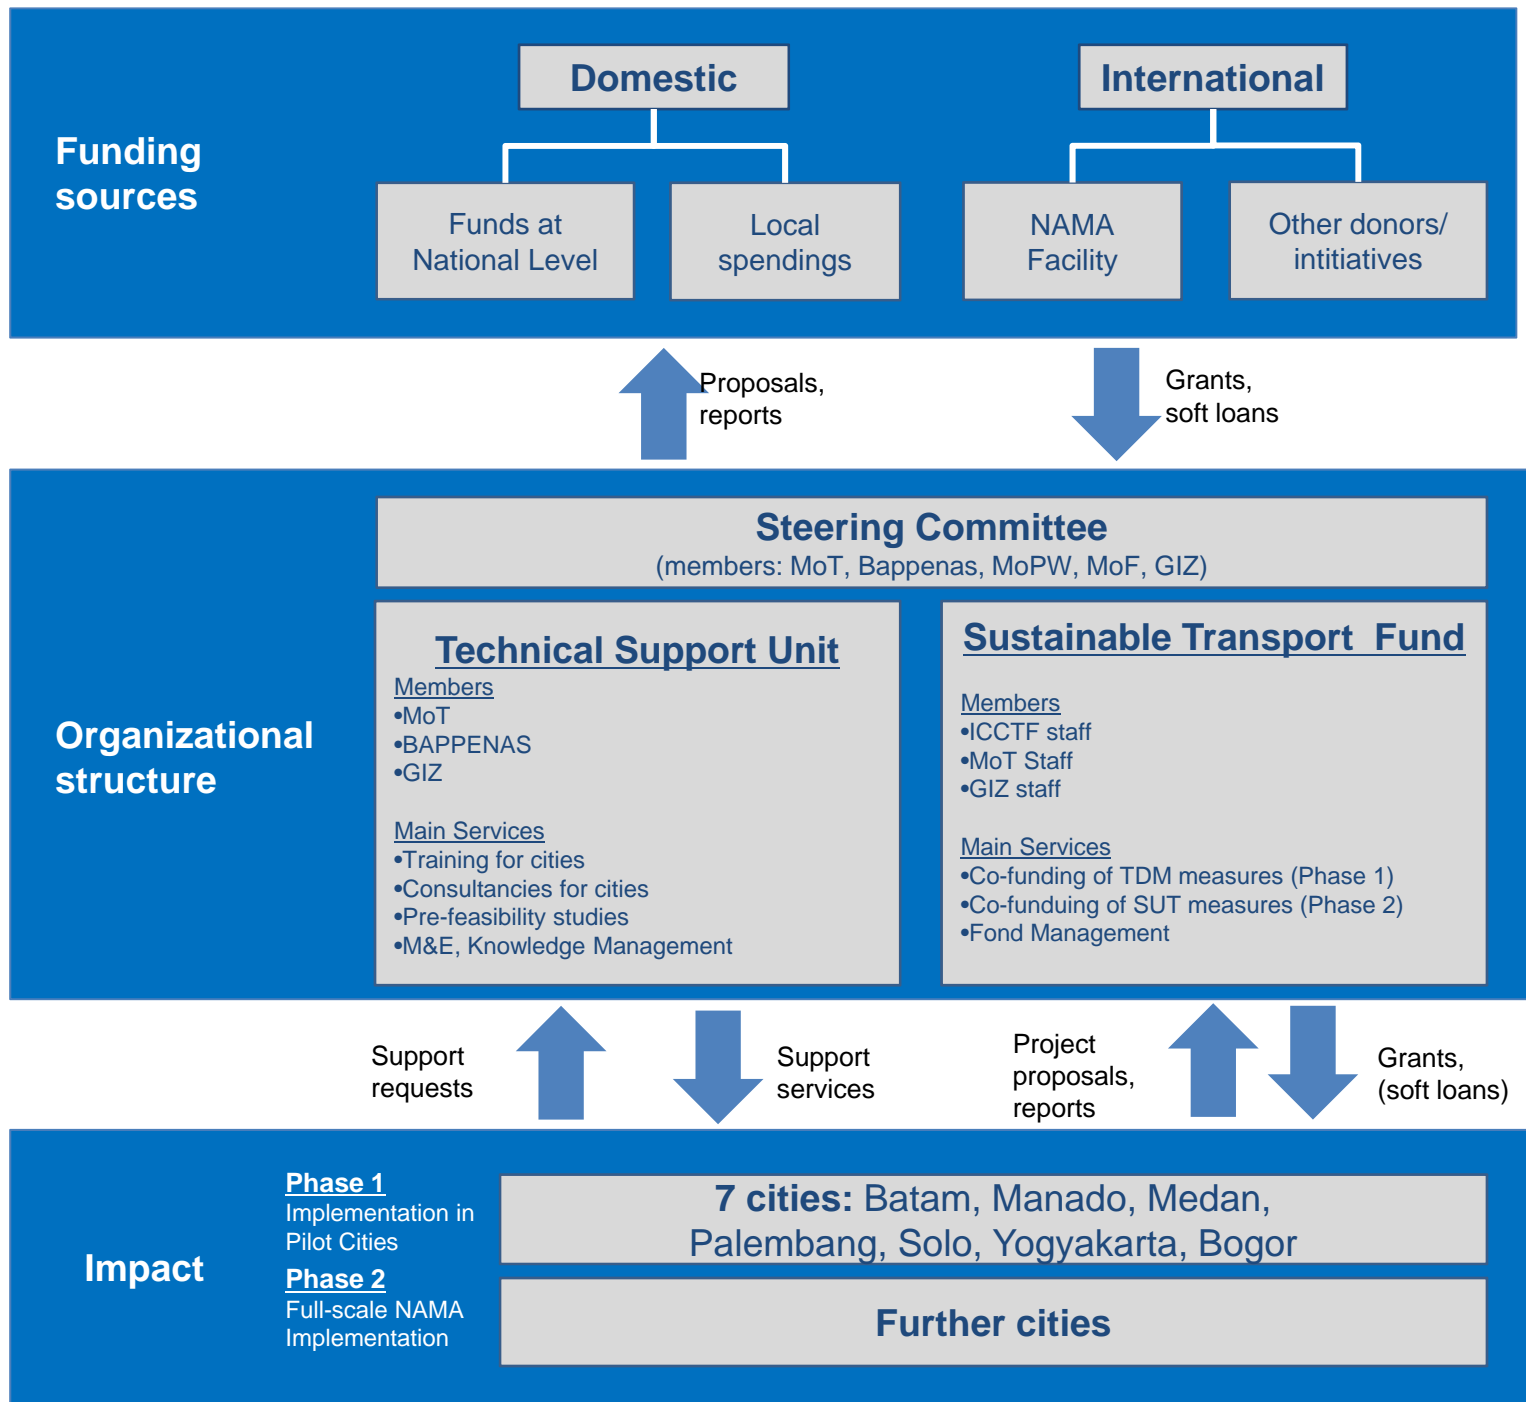 Funding
sources
Domestic
International
Funds at
National Level
Local
spendings
NAMA
Facility
Other donors/
intitiatives
Proposals,
reports
Grants,
soft loans
Organizational
structure
Steering Committee
(members: MoT, Bappenas, MoPW, MoF, GIZ)
Technical Support Unit
Members
•MoT
•BAPPENAS
•GIZ
Main Services
•Training for cities
•Consultancies for cities
•Pre-feasibility studies
•M&E, Knowledge Management
Sustainable Transport Fund
Members
•ICCTF staff
•MoT Staff
•GIZ staff
Main Services
•Co-funding of TDM measures (Phase 1)
•Co-funduing of SUT measures (Phase 2)
•Fond Management
Support
requests
Support
services
Project
proposals,
reports
Grants,
(soft loans)
Impact
Phase 1
Implementation in
Pilot Cities
Phase 2
Full-scale NAMA
Implementation
7 cities: Batam, Manado, Medan,
Palembang, Solo, Yogyakarta, Bogor
Further cities